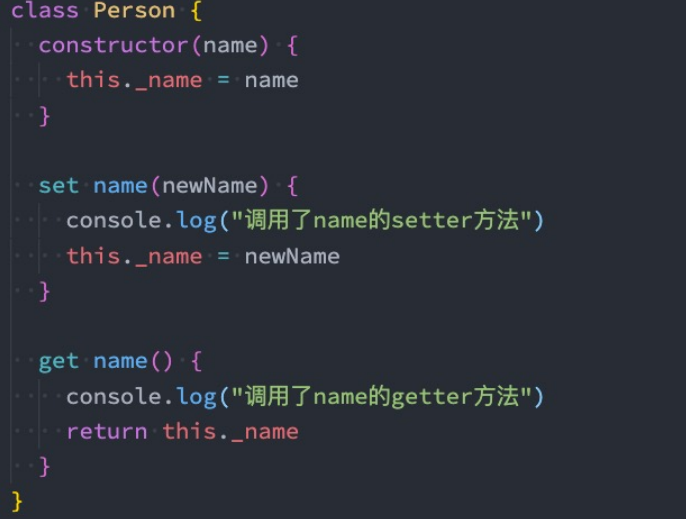 class Person {
  constructor(name) {
    this._name = name
  }
  set name(newName) {
    console.log("调用了name的setter方法")
    this._name = newName
  }
  get name() {
    console.log("调用了name的getter方法")
    return this._name
  }
}